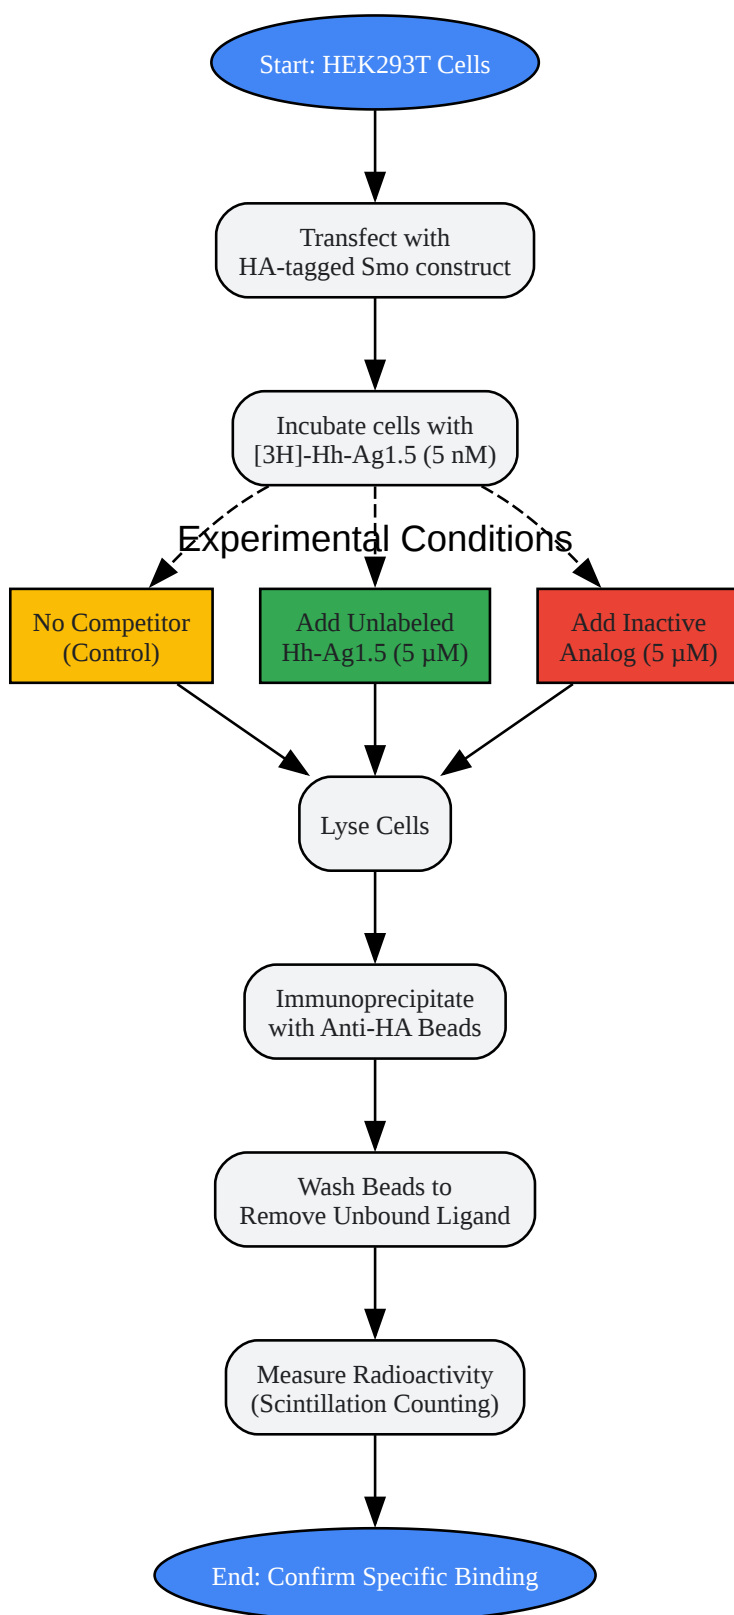 Start: HEK293T Cells
Transfect with
HA-tagged Smo construct
Incubate cells with
[3H]-Hh-Ag1.5 (5 nM)
Experimental Conditions
No Competitor
(Control)
Add Unlabeled
Hh-Ag1.5 (5 µM)
Add Inactive
Analog (5 µM)
Lyse Cells
Immunoprecipitate
with Anti-HA Beads
Wash Beads to
Remove Unbound Ligand
Measure Radioactivity
(Scintillation Counting)
End: Confirm Specific Binding